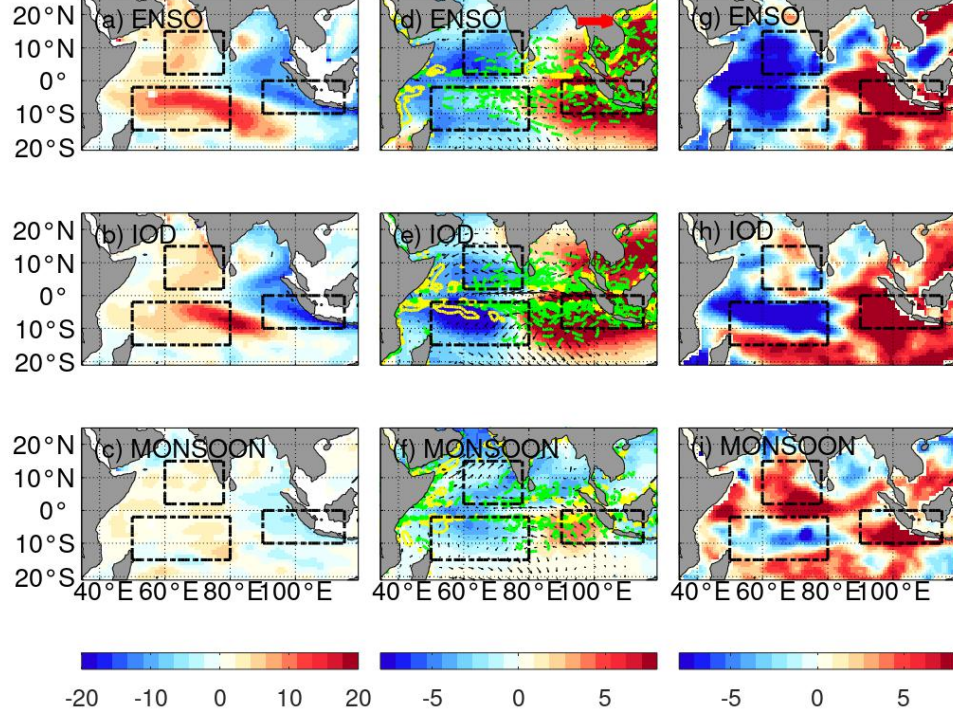 (a) ENSO (d) ENSO (g) ENSO
20°N
10°N
0°
10°S
20°S
(b) IOD (e) IOD (h) IOD
20°N
10°N
0°
10°S
20°S
(c) MONSOON (f) MONSOON (i) MONSOON
20°N
10°N
0°
10°S
20°S
40°E 60°E 80°E100°E 40°E 60°E 80°E100°E 40°E 60°E 80°E100°E
-20 -10 0 10 20 -5 0 5 -5 0 5